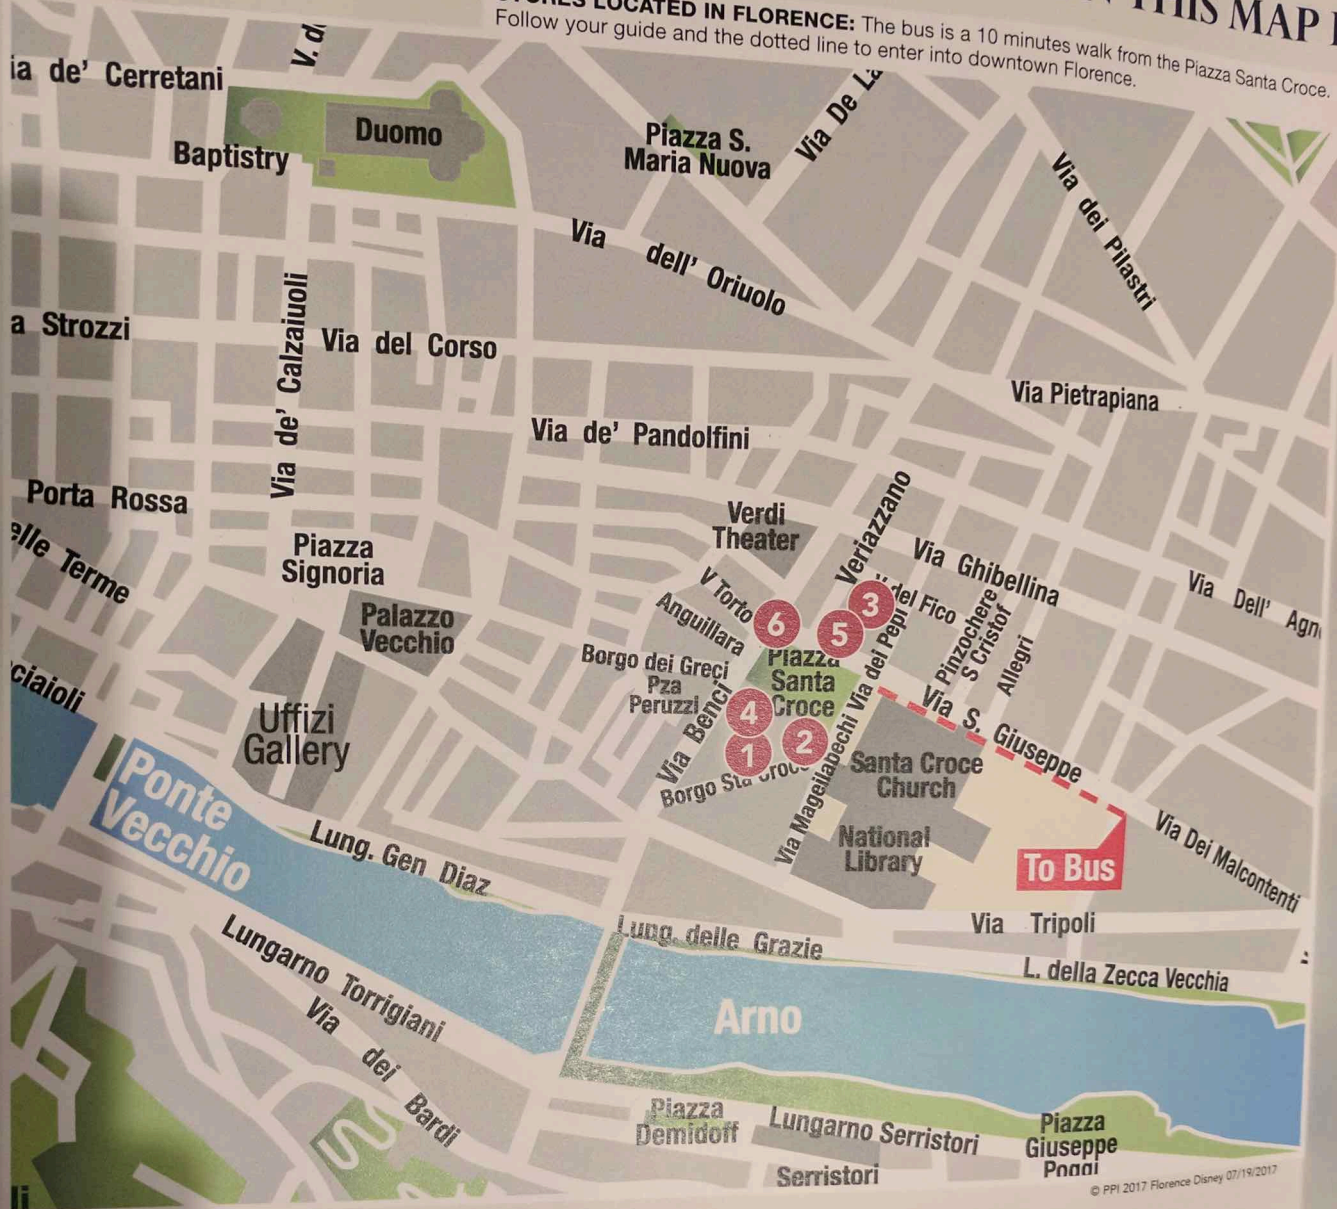 THIS MAP
LOCATED IN FLORENCE: The bus is a 10 minutes walk from the Piazza Santa Croce.
Follow your guide and the dotted line to enter into downtown Florence.
ia de' Cerretani
V. d
Duomo
Baptistry
Piazza S.
Maria Nuova
Via De La
Via dei Pilastri
Via dell' Oriuolo
a Strozzi
Via de' Calzaiuoli
Via del Corso
Via Pietrapiana
Via de' Pandolfini
Porta Rossa
elle Terme
Piazza
Signoria
Verdi
Theater
Veriazzano
Via Ghibellina
Via Dell' Agn
Palazzo
Vecchio
V Torto
Anguillara
6
3
5
del Fico
Pinzochere
S Cristof
Allegri
Borgo dei Greci
Pza
Peruzzi
Piazza
Santa
Croce
Via dei Pepi
ciaioli
Uffizi
Gallery
Via Benci
4
1
2
Borgo Sta Croce
Via Magellabechi
Via S. Giuseppe
Santa Croce
Church
National
Library
To Bus
Via Dei Malcontenti
Ponte
Vecchio
Lung. Gen Diaz
Via Tripoli
Lung. delle Grazie
L. della Zecca Vecchia
Lungarno Torrigiani
Arno
Via dei Bardi
Piazza
Demidoff
Lungarno Serristori
Serristori
Piazza
Giuseppe
Poggi
li
© PPI 2017 Florence Disney 07/19/2017